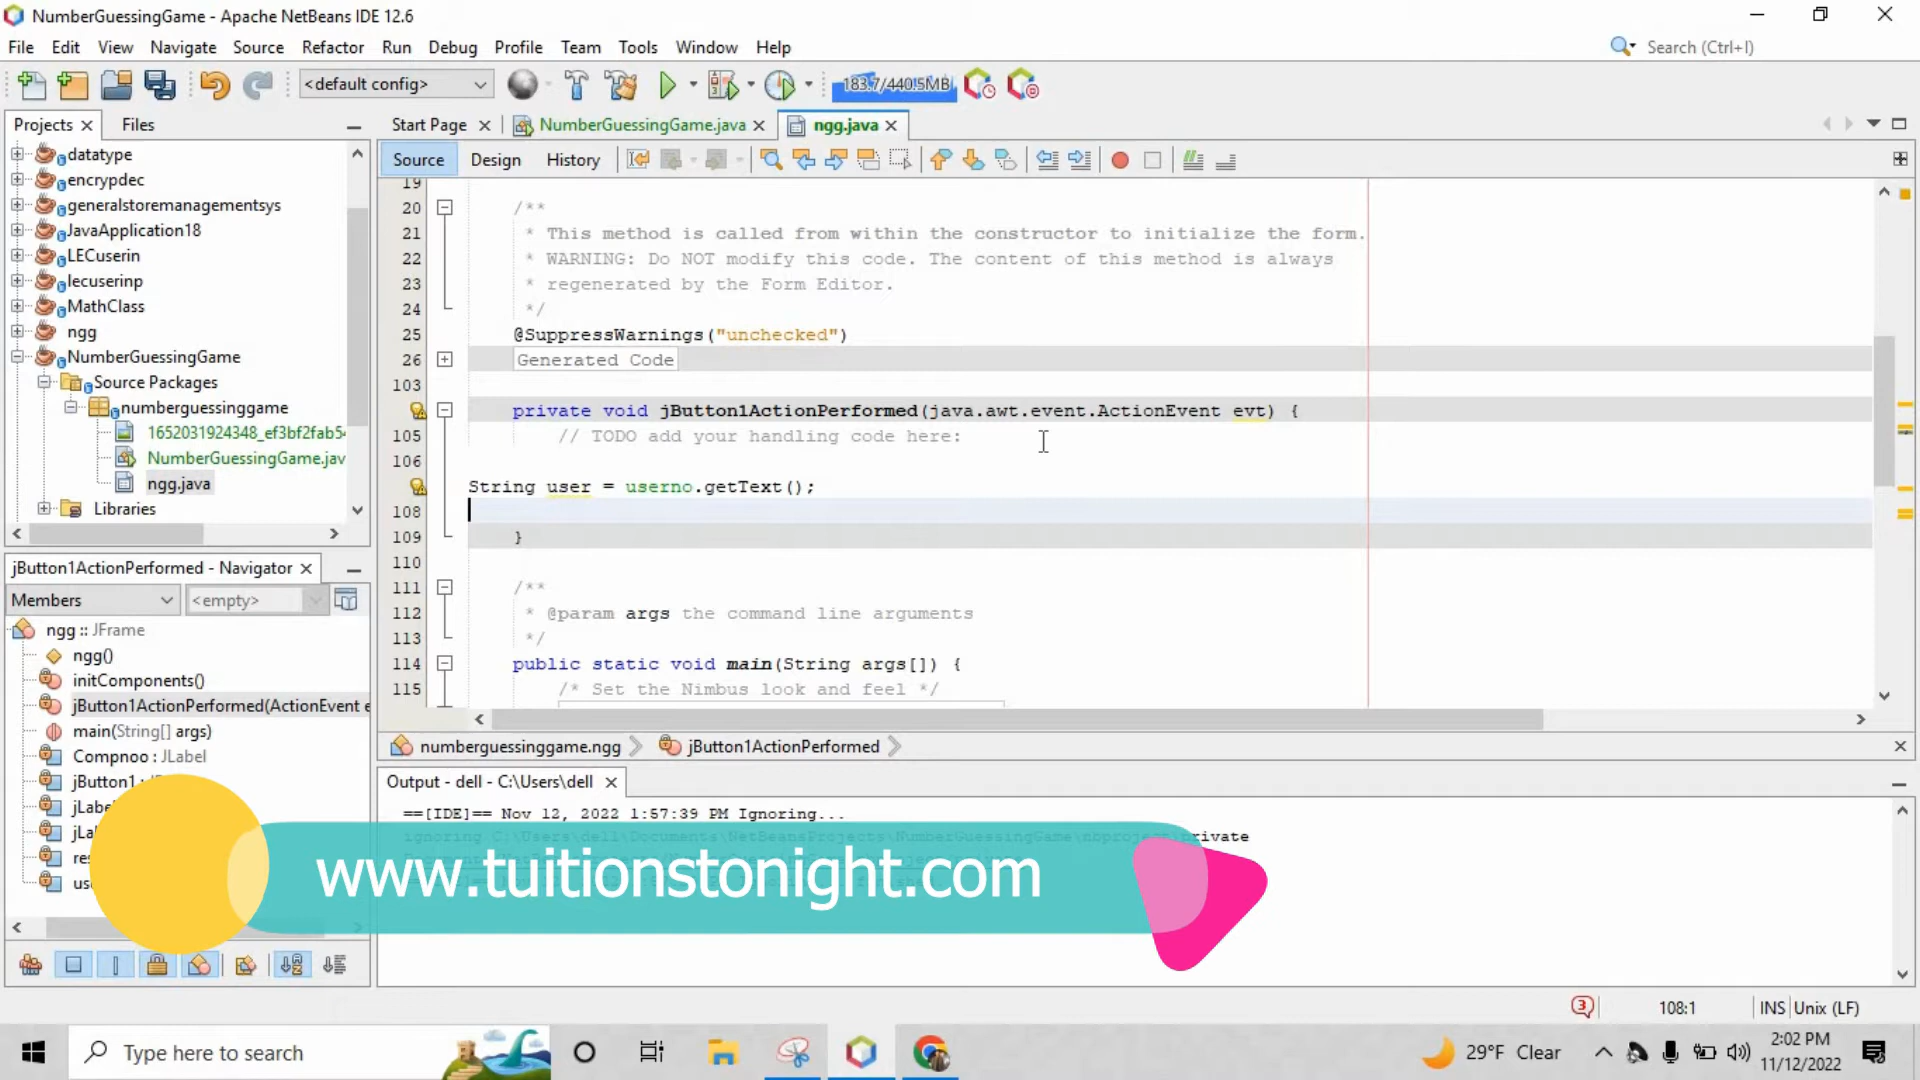 NumberGuessingGame - Apache NetBeans IDE 12.6
File Edit View Navigate Source Refactor Run Debug Profile Team Tools Window Help
Search (Ctrl+I)
<default config>
183.7/440.5MB
Projects Files
Start Page NumberGuessingGame.java ngg.java
Source Design History
datatype
encrypdec
generalstoremanagementsys
JavaApplication18
LECuserin
lecuserinp
MathClass
ngg
NumberGuessingGame
Source Packages
numberguessinggame
1652031924348_ef3bf2fab54
NumberGuessingGame.jav
ngg.java
Libraries
19
20 /**
21 * This method is called from within the constructor to initialize the form.
22 * WARNING: Do NOT modify this code. The content of this method is always
23 * regenerated by the Form Editor.
24 */
25 @SuppressWarnings("unchecked")
26 Generated Code
103
private void jButton1ActionPerformed(java.awt.event.ActionEvent evt) {
105 // TODO add your handling code here:
106
String user = userno.getText();
108
109 }
110
111 /**
112 * @param args the command line arguments
113 */
114 public static void main(String args[]) {
115 /* Set the Nimbus look and feel */
numberguessinggame.ngg jButton1ActionPerformed
jButton1ActionPerformed - Navigator
Members <empty>
ngg :: JFrame
ngg()
initComponents()
jButton1ActionPerformed(ActionEvent e
main(String[] args)
Compnoo : JLabel
jButton1
Output - dell - C:\Users\dell
==[IDE]== Nov 12, 2022 1:57:39 PM Ignoring...
ignoring C:\Users\dell\Documents\NetBeansProjects\NumberGuessingGame\nbproject\private
www.tuitionstonight.com
3 108:1 INS Unix (LF)
Type here to search
29°F Clear
2:02 PM
11/12/2022